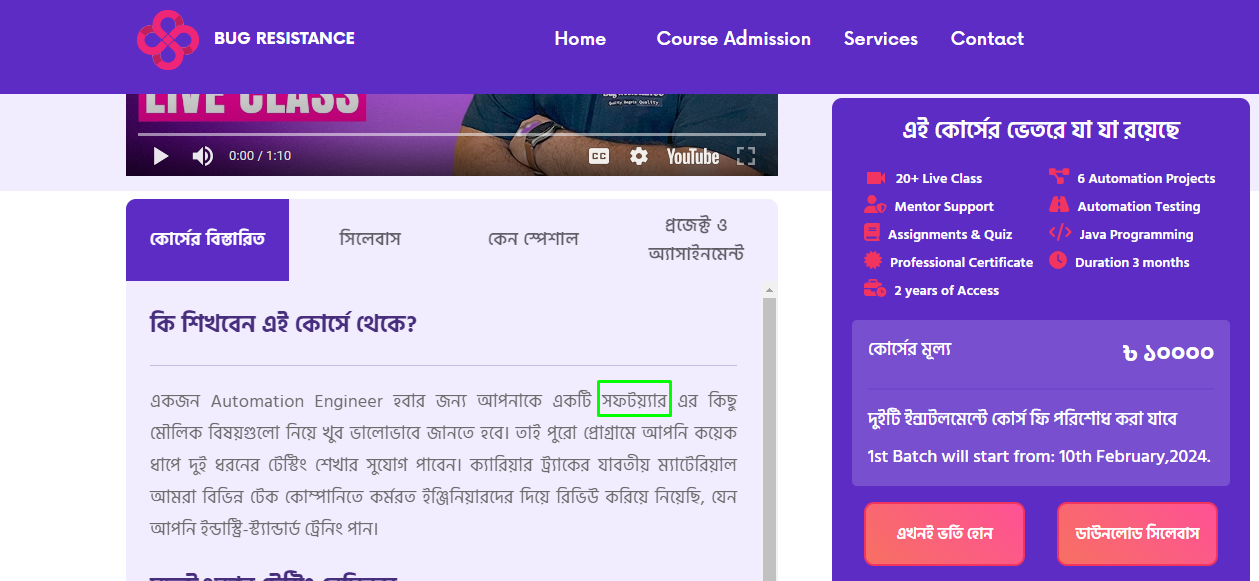 BUG RESISTANCE
Home Course Admission Services Contact
LIVE CLASS
0:00 / 1:10
CC
YouTube
কোর্সের বিস্তারিত
সিলেবাস
কেন স্পেশাল
প্রজেক্ট ও
অ্যাসাইনমেন্ট
কি শিখবেন এই কোর্সে থেকে?
একজন Automation Engineer হবার জন্য আপনাকে একটি সফটয়্যার এর কিছু
মৌলিক বিষয়গুলো নিয়ে খুব ভালোভাবে জানতে হবে। তাই পুরো প্রোগ্রামে আপনি কয়েক
ধাপে দুই ধরনের টেস্টিং শেখার সুযোগ পাবেন। ক্যারিয়ার ট্র্যাকের যাবতীয় ম্যাটেরিয়াল
আমরা বিভিন্ন টেক কোম্পানিতে কর্মরত ইঞ্জিনিয়ারদের দিয়ে রিভিউ করিয়ে নিয়েছি, যেন
আপনি ইন্ডাস্ট্রি-স্ট্যান্ডার্ড ট্রেনিং পান।
এই কোর্সের ভেতরে যা যা রয়েছে
20+ Live Class
6 Automation Projects
Mentor Support
Automation Testing
Assignments & Quiz
Java Programming
Professional Certificate
Duration 3 months
2 years of Access
কোর্সের মূল্য
৳ ১০০০০
দুইটি ইন্সটলমেন্টে কোর্স ফি পরিশোধ করা যাবে
1st Batch will start from: 10th February,2024.
এখনই ভর্তি হোন
ডাউনলোড সিলেবাস